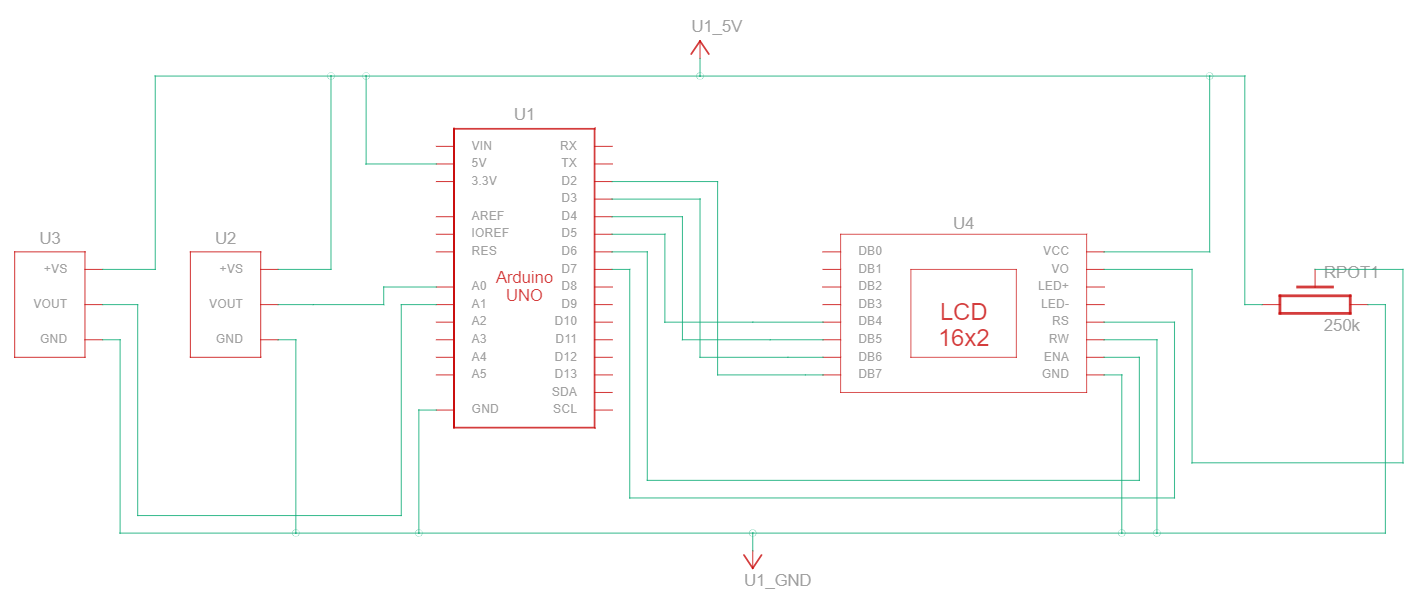 U1_5V
U1
VIN
5V
3.3V
AREF
IOREF
RES
A0
A1
A2
A3
A4
A5
GND
Arduino
UNO
RX
TX
D2
D3
D4
D5
D6
D7
D8
D9
D10
D11
D12
D13
SDA
SCL
U3
+VS
VOUT
GND
U2
+VS
VOUT
GND
U4
DB0
DB1
DB2
DB3
DB4
DB5
DB6
DB7
LCD
16x2
VCC
VO
LED+
LED-
RS
RW
ENA
GND
RPOT1
250k
U1_GND